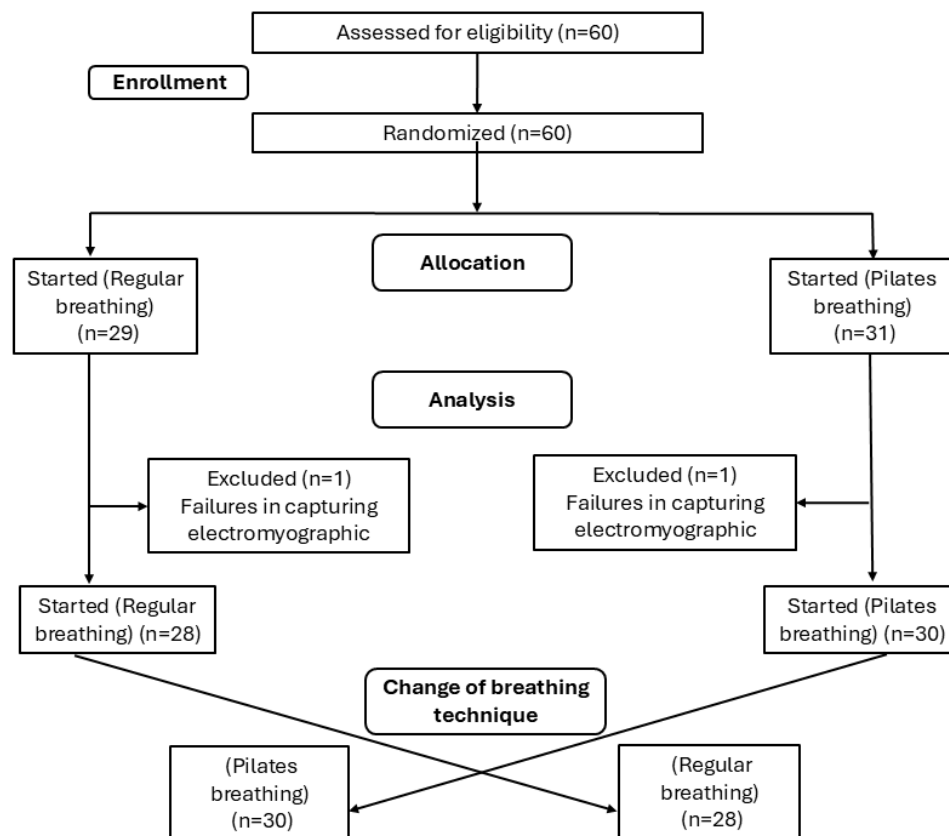 Assessed for eligibility (n=60)
Enrollment
Randomized (n=60)
Allocation
Started (Regular
breathing)
(n=29)
Started (Pilates
breathing)
(n=31)
Analysis
Excluded (n=1)
Failures in capturing
electromyographic
Excluded (n=1)
Failures in capturing
electromyographic
Started (Regular
breathing) (n=28)
Started (Pilates
breathing) (n=30)
Change of breathing
technique
(Pilates
breathing)
(n=30)
(Regular
breathing)
(n=28)